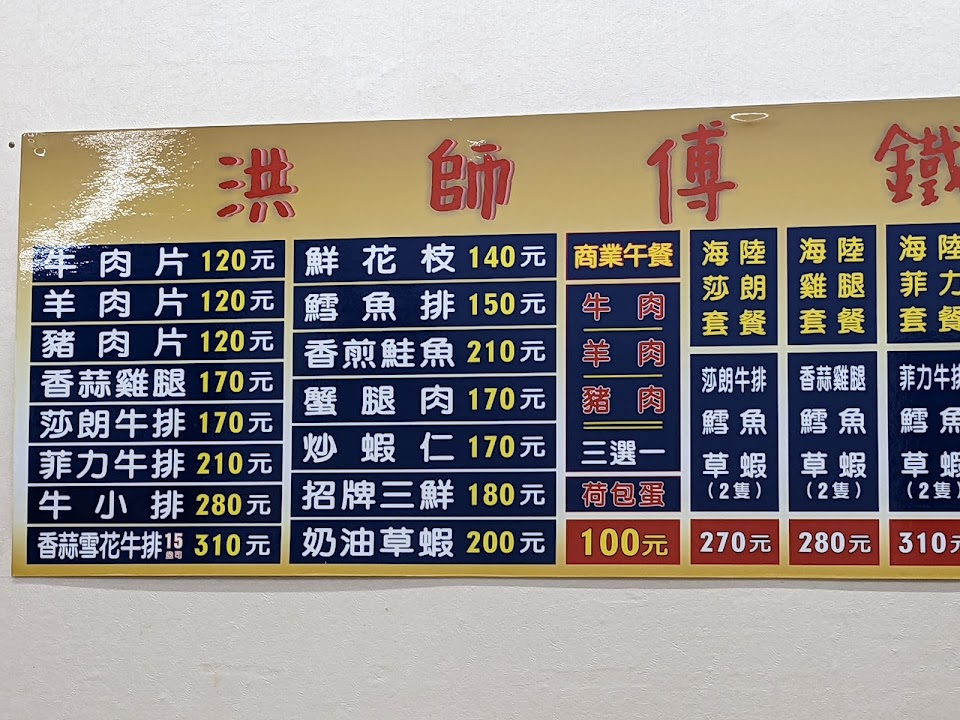 洪師傅鐵
牛肉片 120元
羊肉片 120元
豬肉片 120元
香蒜雞腿 170元
莎朗牛排 170元
菲力牛排 210元
牛小排 280元
香蒜雪花牛排15盎司 310元
鮮花枝 140元
鱈魚排 150元
香煎鮭魚 210元
蟹腿肉 170元
炒蝦仁 170元
招牌三鮮 180元
奶油草蝦 200元
商業午餐
牛肉
羊肉
豬肉
三選一
荷包蛋
100元
海陸
莎朗
套餐
莎朗牛排
鱈魚
草蝦
(2隻)
270元
海陸
雞腿
套餐
香蒜雞腿
鱈魚
草蝦
(2隻)
280元
海陸
菲力
套餐
菲力牛排
鱈魚
草蝦
(2隻)
310元